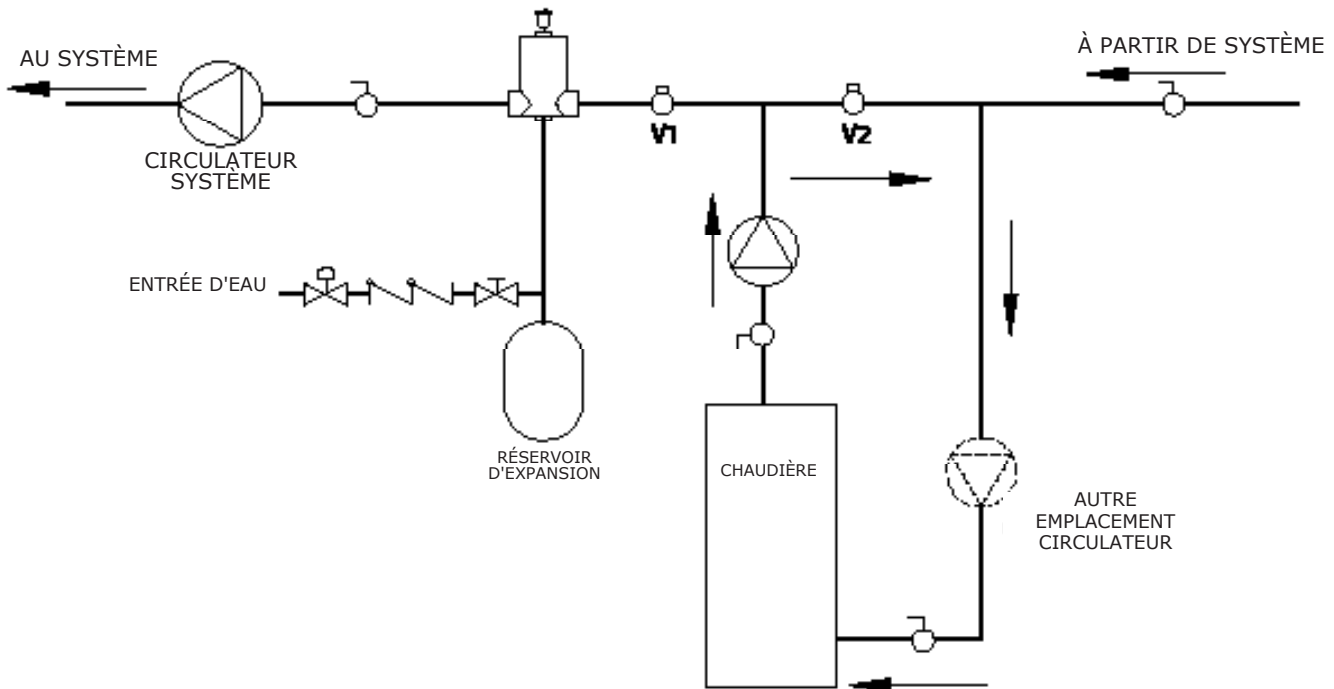 AU SYSTÈME
À PARTIR DE SYSTÈME
V1
V2
CIRCULATEUR
SYSTÈME
ENTRÉE D'EAU
RÉSERVOIR
D'EXPANSION
CHAUDIÈRE
AUTRE
EMPLACEMENT
CIRCULATEUR